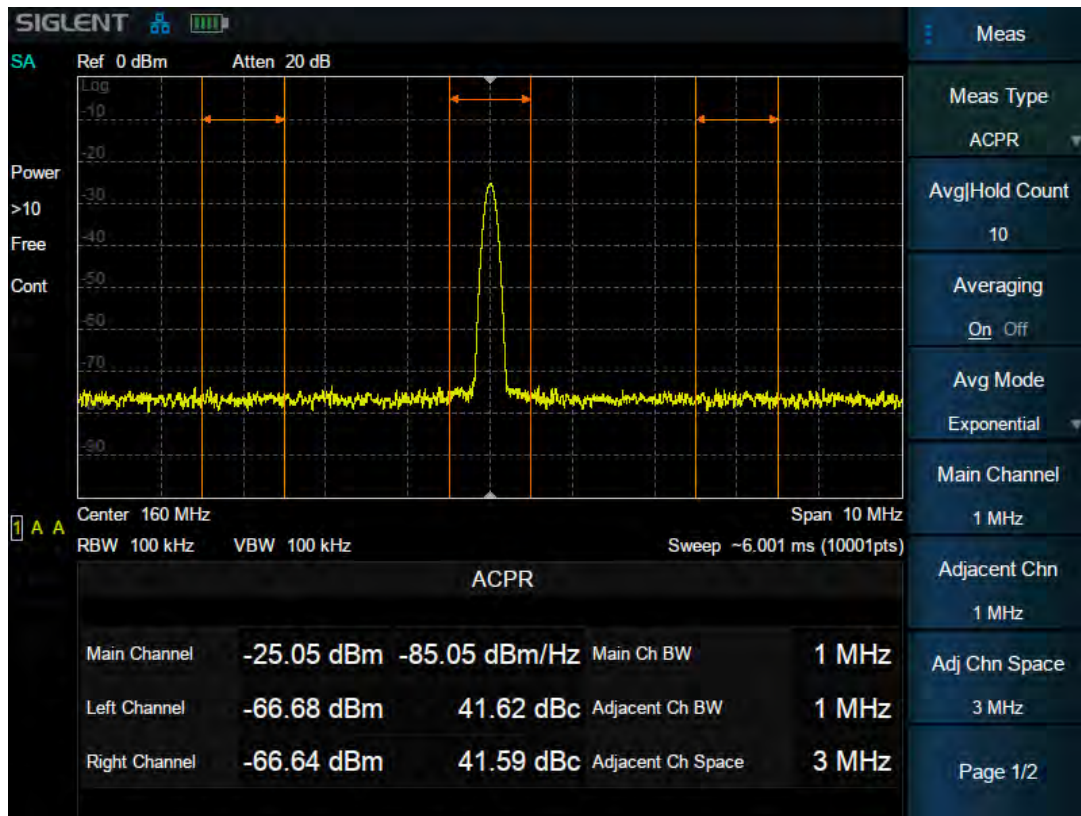 SIGLENT
SA
Ref 0 dBm Atten 20 dB
Log
-10
-20
-30
-40
-50
-60
-70
-80
-90
Power
>10
Free
Cont
1 A A
Center 160 MHz Span 10 MHz
RBW 100 kHz VBW 100 kHz Sweep ~6.001 ms (10001pts)
ACPR
Main Channel -25.05 dBm -85.05 dBm/Hz Main Ch BW 1 MHz
Left Channel -66.68 dBm 41.62 dBc Adjacent Ch BW 1 MHz
Right Channel -66.64 dBm 41.59 dBc Adjacent Ch Space 3 MHz
Meas
Meas Type
ACPR
Avg|Hold Count
10
Averaging
On Off
Avg Mode
Exponential
Main Channel
1 MHz
Adjacent Chn
1 MHz
Adj Chn Space
3 MHz
Page 1/2